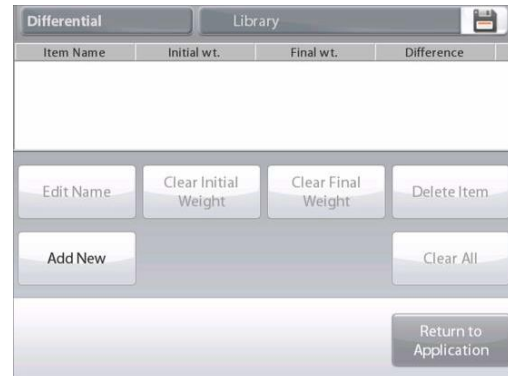 Differential Library
Item Name Initial wt. Final wt. Difference
Edit Name Clear Initial Weight Clear Final Weight Delete Item
Add New Clear All
Return to Application